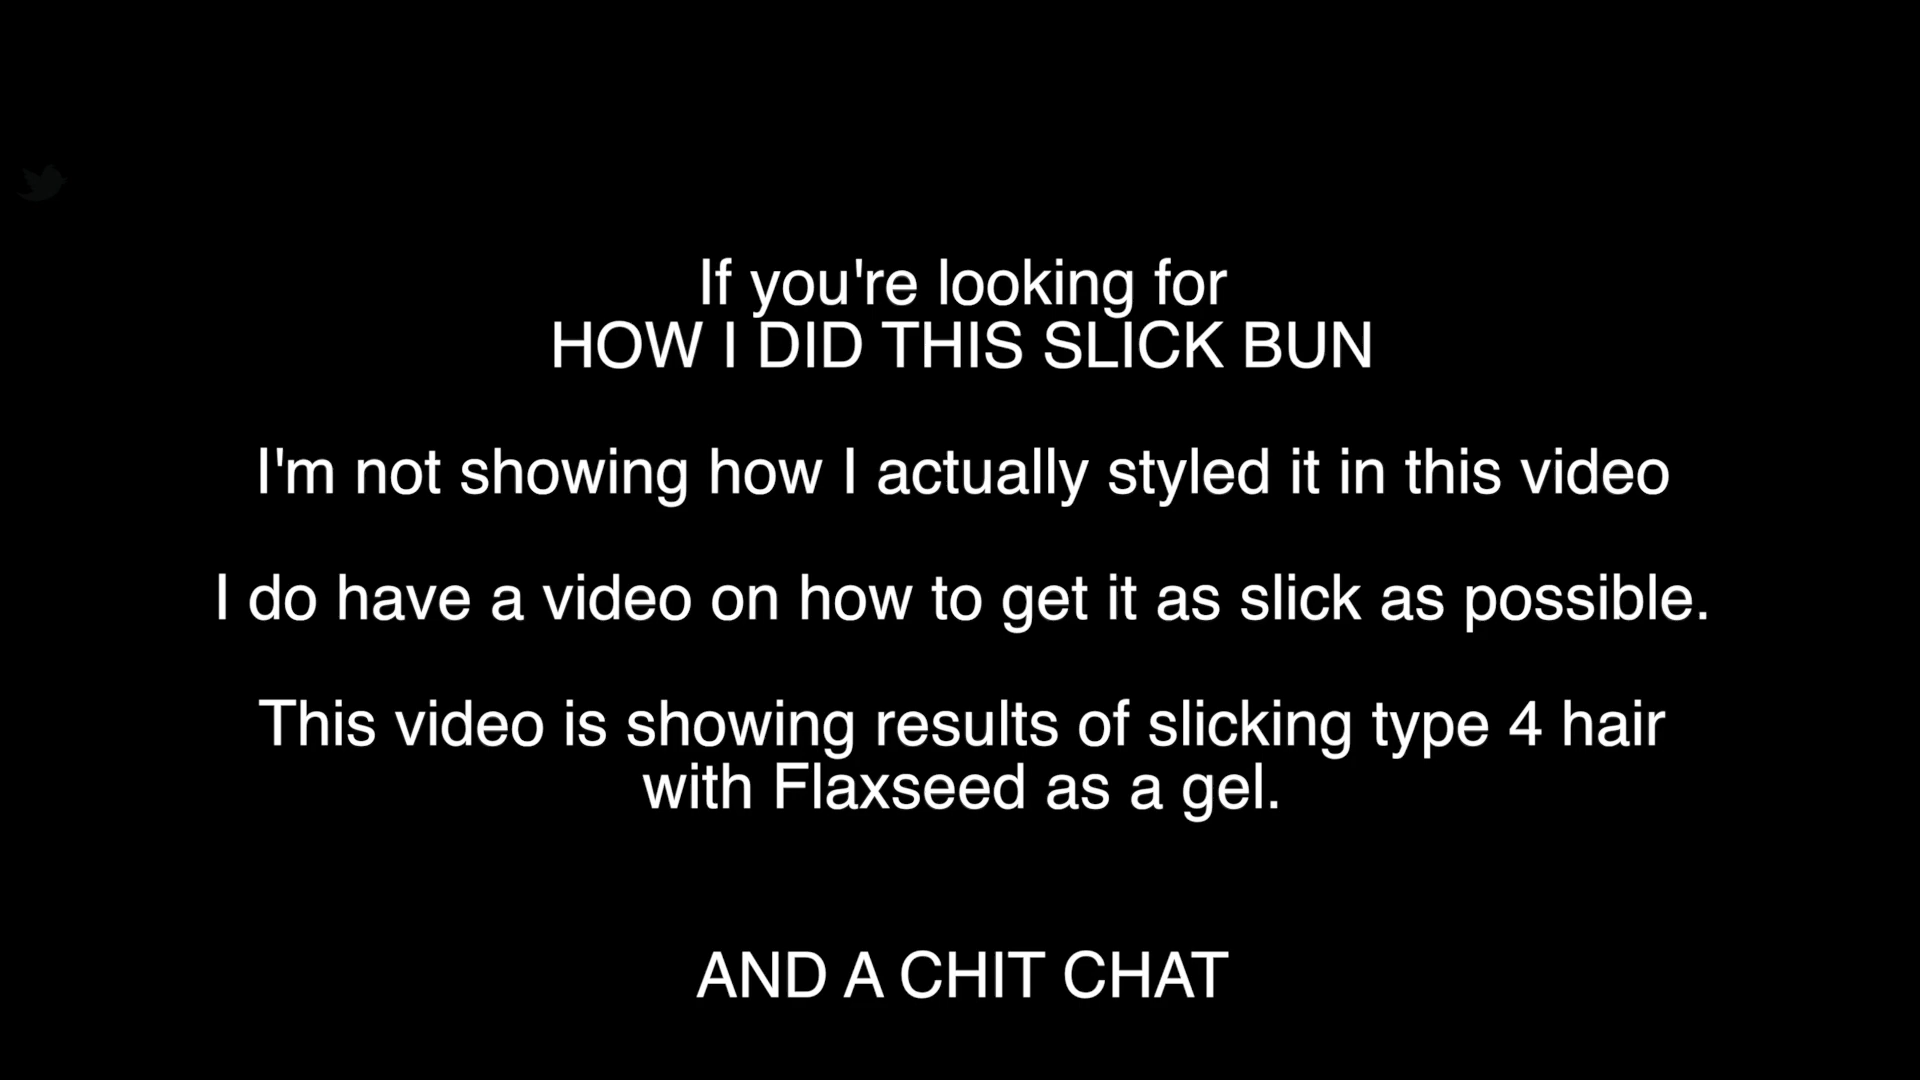 If you're looking for
HOW I DID THIS SLICK BUN
I'm not showing how I actually styled it in this video
I do have a video on how to get it as slick as possible.
This video is showing results of slicking type 4 hair
with Flaxseed as a gel.
AND A CHIT CHAT